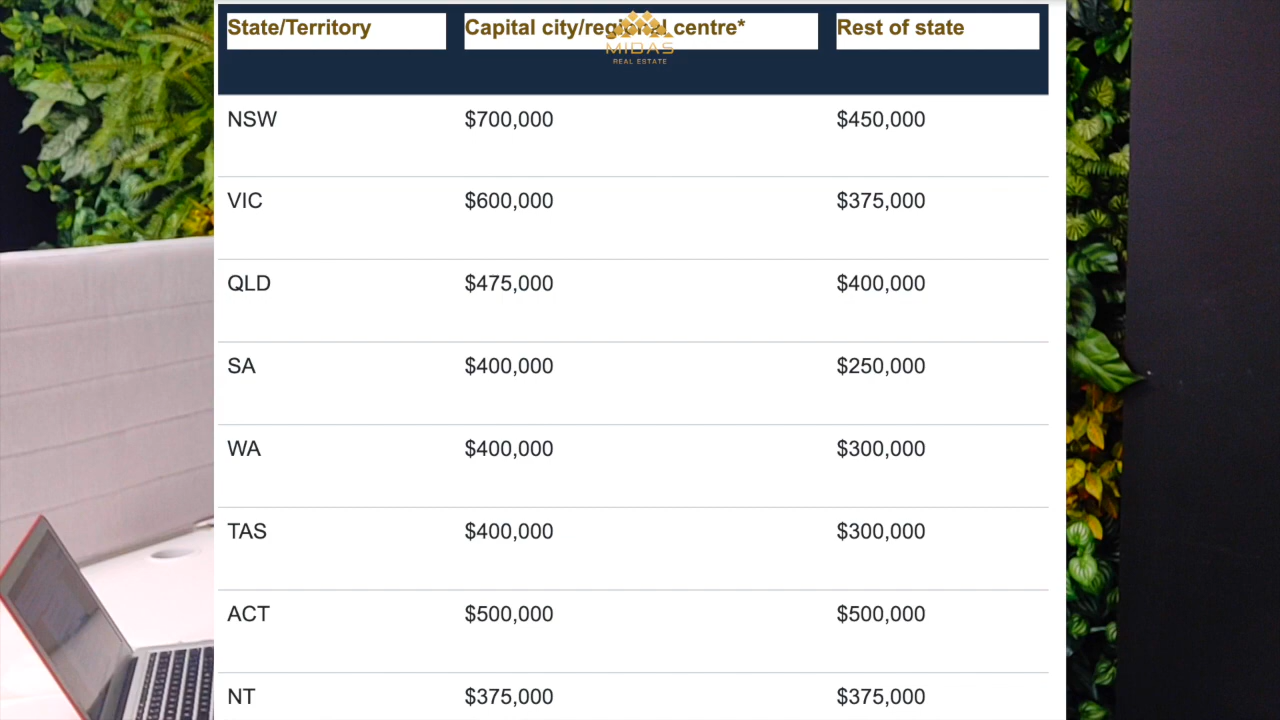 State/Territory Capital city/regional centre* Rest of state
MIDAS
REAL ESTATE
NSW $700,000 $450,000
VIC $600,000 $375,000
QLD $475,000 $400,000
SA $400,000 $250,000
WA $400,000 $300,000
TAS $400,000 $300,000
ACT $500,000 $500,000
NT $375,000 $375,000